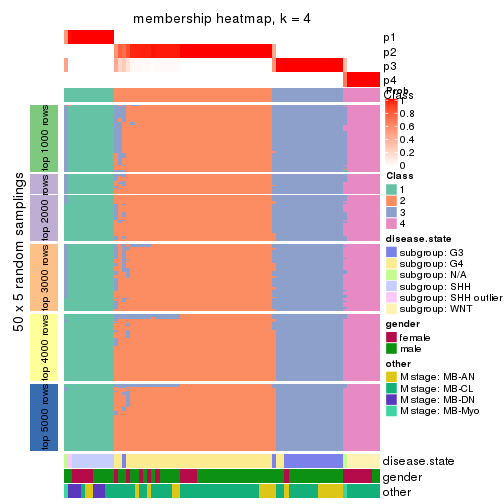 membership heatmap, k = 4
p1
p2
p3
p4
Class
Prob
1
0.8
0.6
0.4
0.2
0
Class
1
2
3
4
disease.state
subgroup: G3
subgroup: G4
subgroup: N/A
subgroup: SHH
subgroup: SHH outlier
subgroup: WNT
gender
female
male
other
M stage: MB-AN
M stage: MB-CL
M stage: MB-DN
M stage: MB-Myo
50 x 5 random samplings
top 1000 rows
top 2000 rows
top 3000 rows
top 4000 rows
top 5000 rows
disease.state
gender
other